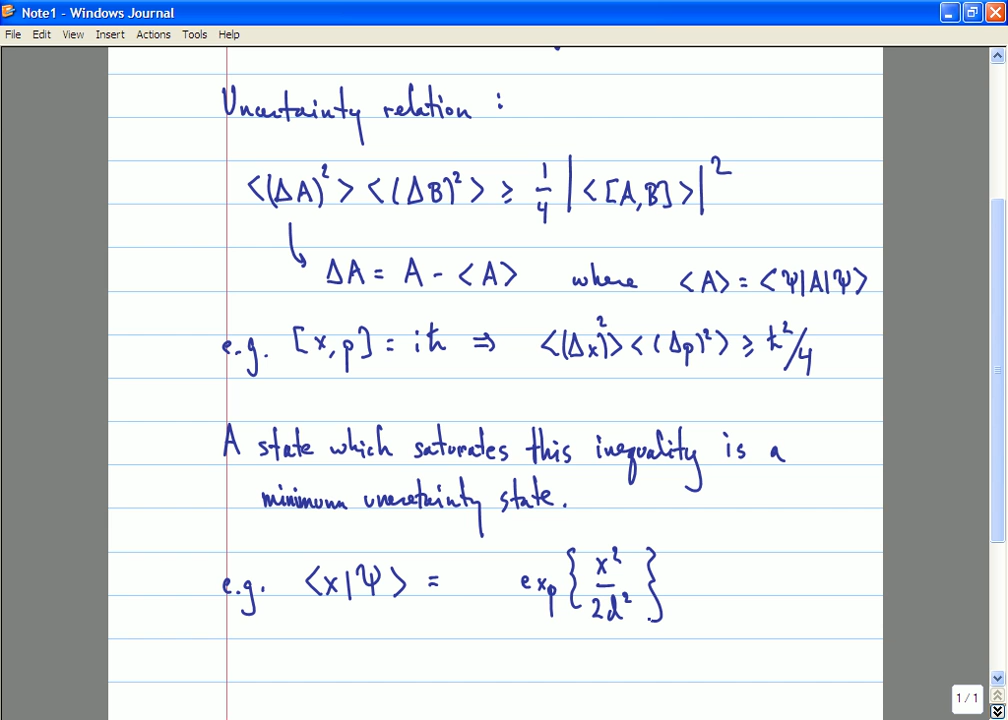 Note1 - Windows Journal
File Edit View Insert Actions Tools Help
Uncertainty relation :
<(ΔA)²> <(ΔB)²> ≥ 1/4 |<[A,B]>|²
ΔA = A - <A> where <A> = <Ψ|A|Ψ>
e.g. [x,p] = iħ ⇒ <(Δx)²> <(Δp)²> ≥ ħ²/4
A state which saturates this inequality is a
minimum uncertainty state.
e.g. <x|Ψ> = exp{x²/2d²}
1 / 1